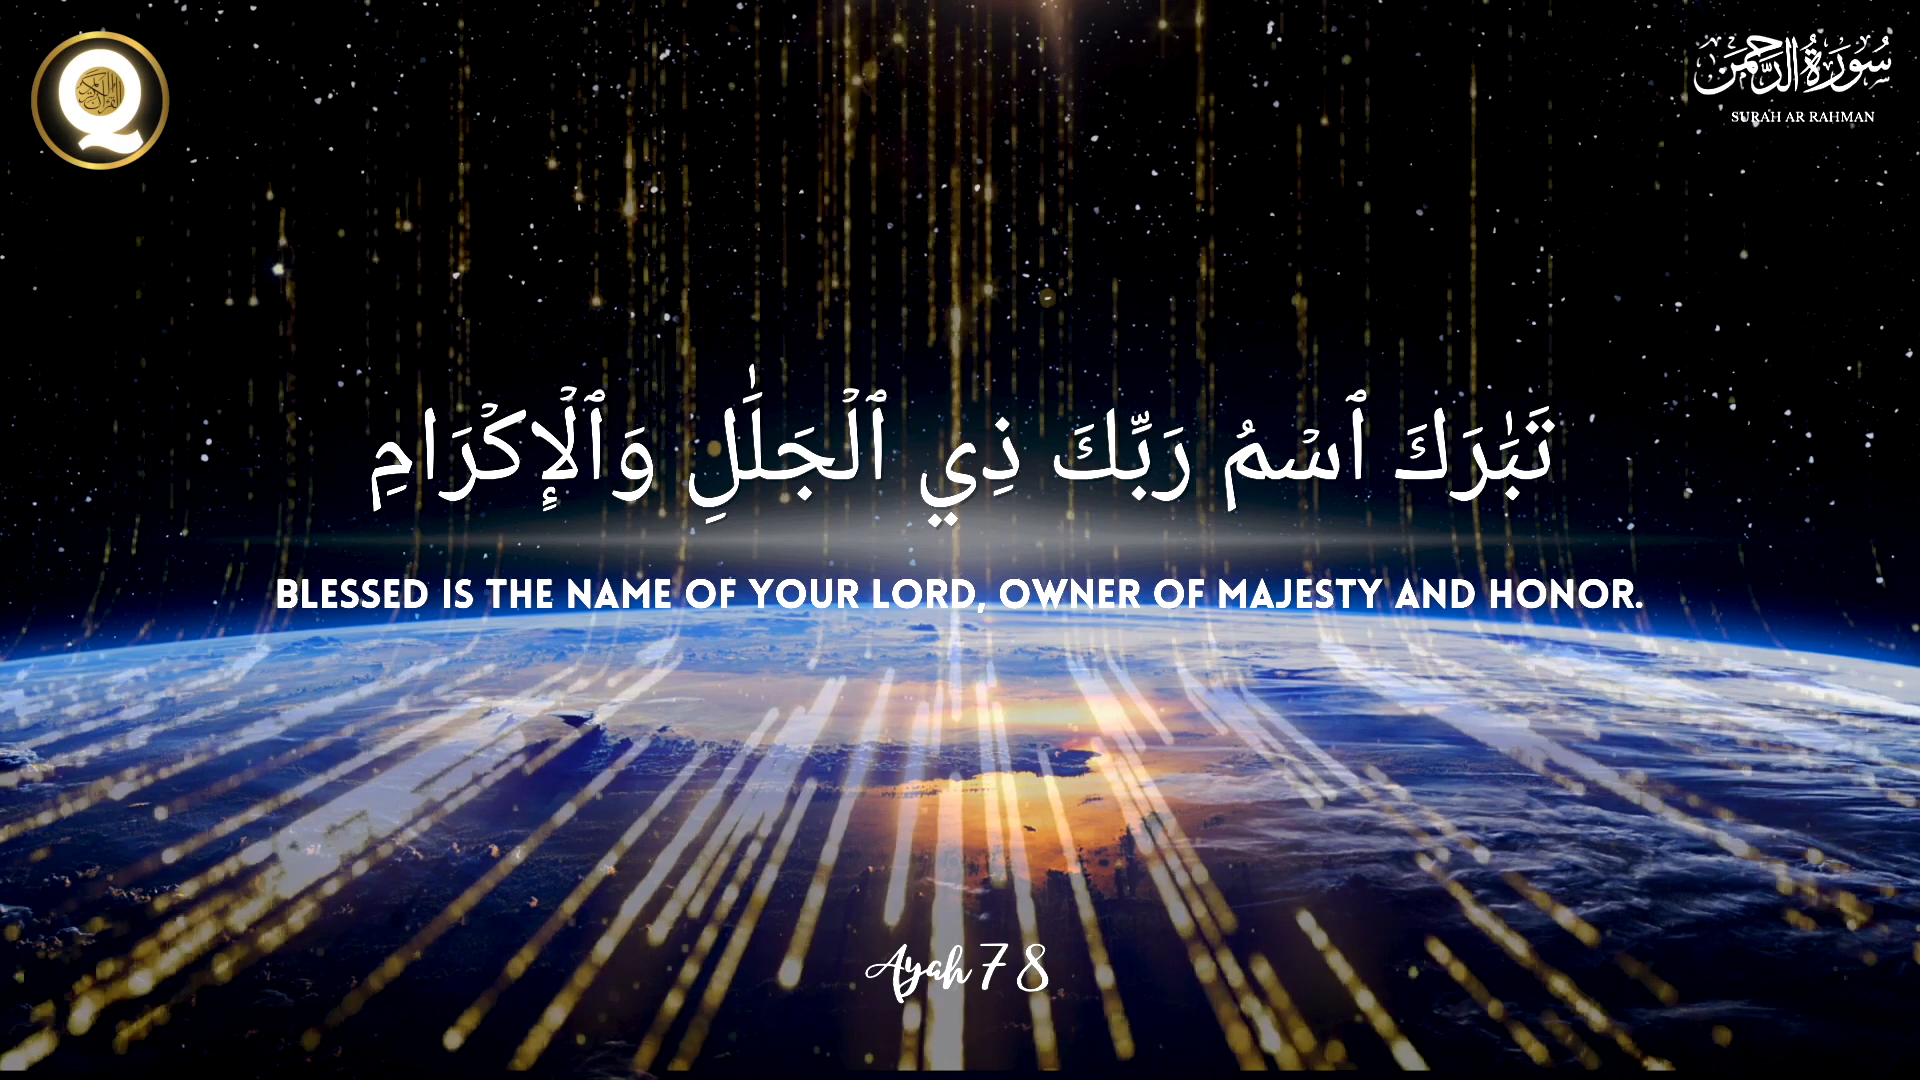 سُورَةُ الرَّحْمَن
SURAH AR RAHMAN
تَبَٰرَكَ ٱسْمُ رَبِّكَ ذِي ٱلْجَلَٰلِ وَٱلْإِكْرَامِ
BLESSED IS THE NAME OF YOUR LORD, OWNER OF MAJESTY AND HONOR.
Ayah 78